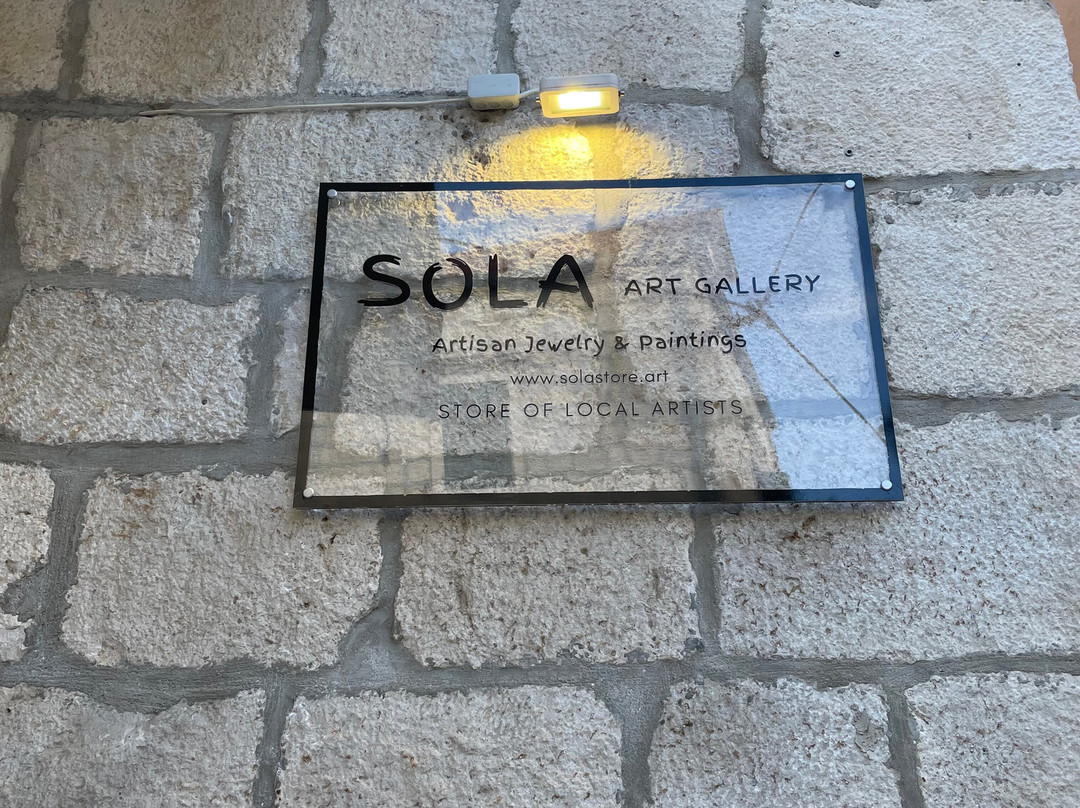 SOLA ART GALLERY
Artisan Jewelry & Paintings
www.solastore.art
STORE OF LOCAL ARTISTS